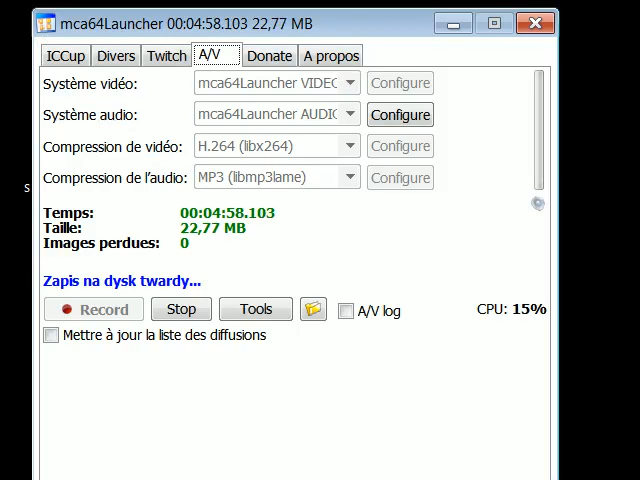 mca64Launcher 00:04:58.103 22,77 MB
ICCup Divers Twitch A/V Donate A propos
Système vidéo: mca64Launcher VIDEC Configure
Système audio: mca64Launcher AUDIC Configure
Compression de vidéo: H.264 (libx264) Configure
Compression de l'audio: MP3 (libmp3lame) Configure
Temps: 00:04:58.103
Taille: 22,77 MB
Images perdues: 0
Zapis na dysk twardy...
Record Stop Tools A/V log CPU: 15%
Mettre à jour la liste des diffusions
s